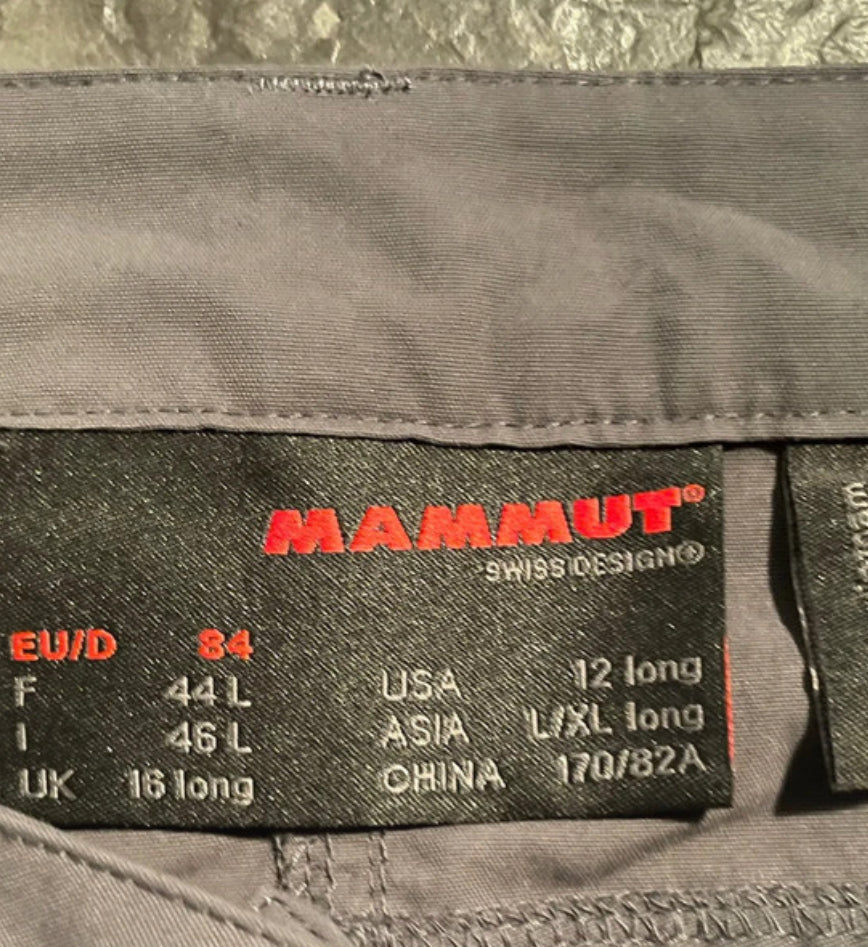 MAMMUT®
SWISS DESIGN®
EU/D 84
F 44 L USA 12 long
I 46 L ASIA L/XL long
UK 16 long CHINA 170/82A